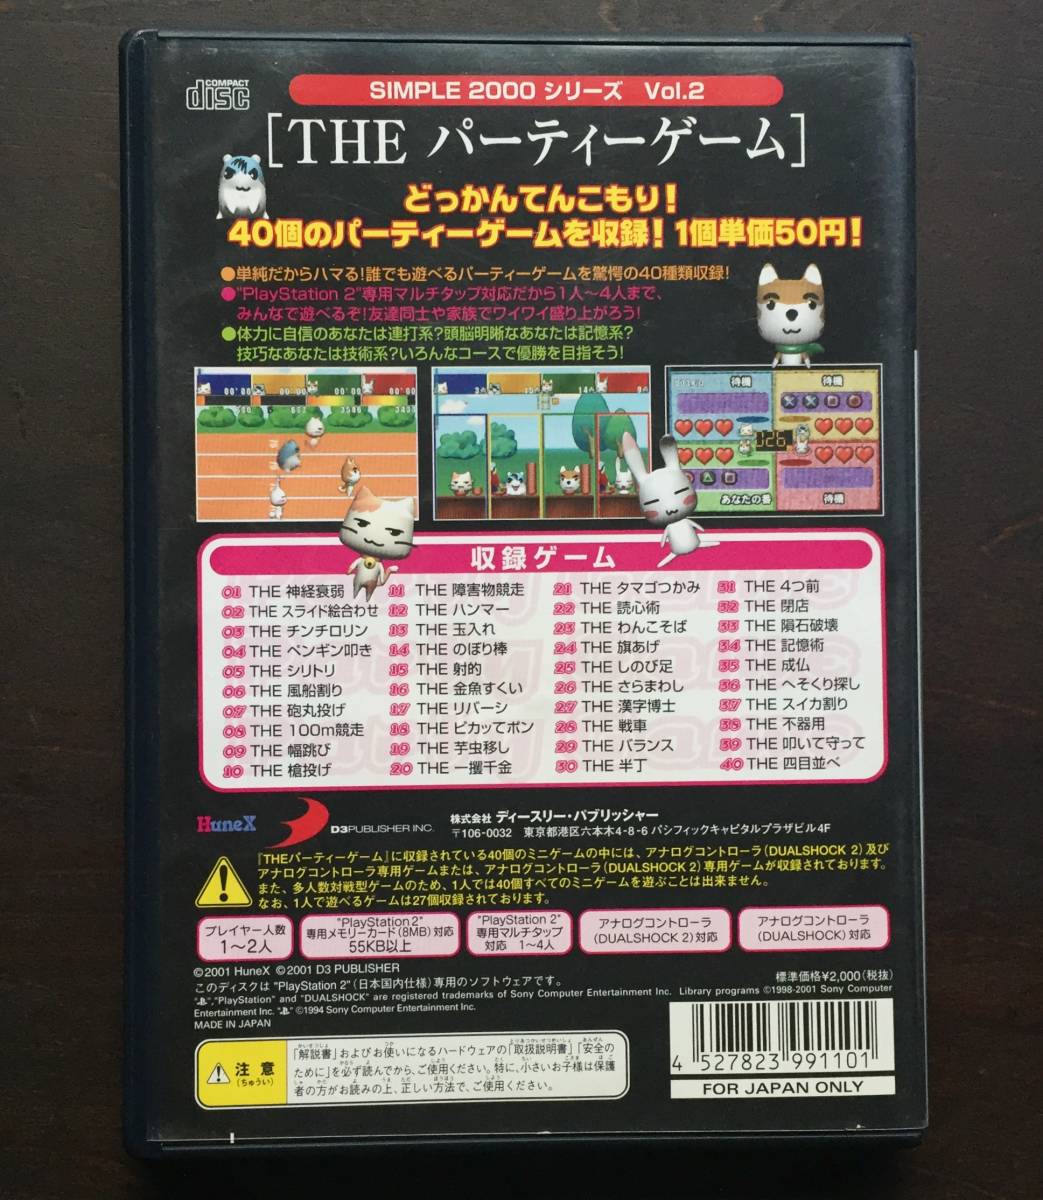 COMPACT
disc
SIMPLE 2000 シリーズ Vol.2
[THE パーティーゲーム]
どっかんてんこもり!
40個のパーティーゲームを収録!1個単価50円!
●単純だからハマる!誰でも遊べるパーティーゲームを驚愕の40種類収録!
●"PlayStation 2"専用マルチタップ対応だから1人〜4人まで、
みんなで遊べるぞ!友達同士や家族でワイワイ盛り上がろう!
●体力に自信のあなたは連打系?頭脳明晰なあなたは記憶系?
技巧なあなたは技術系?いろんなコースで優勝を目指そう!
待機
待機
026
あなたの番
待機
収録ゲーム
01 THE 神経衰弱
02 THE スライド絵合わせ
03 THE チンチロリン
04 THE ペンギン叩き
05 THE シリトリ
06 THE 風船割り
07 THE 砲丸投げ
08 THE 100m競走
09 THE 幅跳び
10 THE 槍投げ
11 THE 障害物競走
12 THE ハンマー
13 THE 玉入れ
14 THE のぼり棒
15 THE 射的
16 THE 金魚すくい
17 THE リバーシ
18 THE ピカッてポン
19 THE 芋虫移し
20 THE 一攫千金
21 THE タマゴつかみ
22 THE 読心術
23 THE わんこそば
24 THE 旗あげ
25 THE しのび足
26 THE さらまわし
27 THE 漢字博士
28 THE 戦車
29 THE バランス
30 THE 半丁
31 THE 4つ前
32 THE 閉店
33 THE 隕石破壊
34 THE 記憶術
35 THE 成仏
36 THE へそくり探し
37 THE スイカ割り
38 THE 不器用
39 THE 叩いて守って
40 THE 四目並べ
HuneX
D3PUBLISHER INC.
株式会社 ディースリー・パブリッシャー
〒106-0032 東京都港区六本木4-8-6 パシフィックキャピタルプラザビル4F
『THEパーティーゲーム』に収録されている40個のミニゲームの中には、アナログコントローラ(DUALSHOCK 2)及び
アナログコントローラ専用ゲームまたは、アナログコントローラ(DUALSHOCK 2)専用ゲームが収録されております。
また、多人数対戦型ゲームのため、1人では40個すべてのミニゲームを遊ぶことは出来ません。
なお、1人で遊べるゲームは27個収録されております。
プレイヤー人数
1〜2人
"PlayStation 2"
専用メモリーカード(8MB)対応
55KB以上
"PlayStation 2"
専用マルチタップ
対応 1〜4人
アナログコントローラ
(DUALSHOCK 2)対応
アナログコントローラ
(DUALSHOCK)対応
©2001 HuneX ©2001 D3 PUBLISHER
標準価格¥2,000(税抜)
このディスクは"PlayStation 2"(日本国内仕様)専用のソフトウェアです。
"PlayStation" and "DUALSHOCK" are registered trademarks of Sony Computer Entertainment Inc. Library programs ©1998-2001 Sony Computer
Entertainment Inc. ©1994 Sony Computer Entertainment Inc.
MADE IN JAPAN
注意
(ちゅうい)
「解説書」およびお使いになるハードウェアの「取扱説明書」「安全の
ために」を必ず読んでから、ご使用ください。特に、小さいお子様は保護
者の方がお読みの上、正しい方法で、ご使用ください。
4 527823 991101
FOR JAPAN ONLY